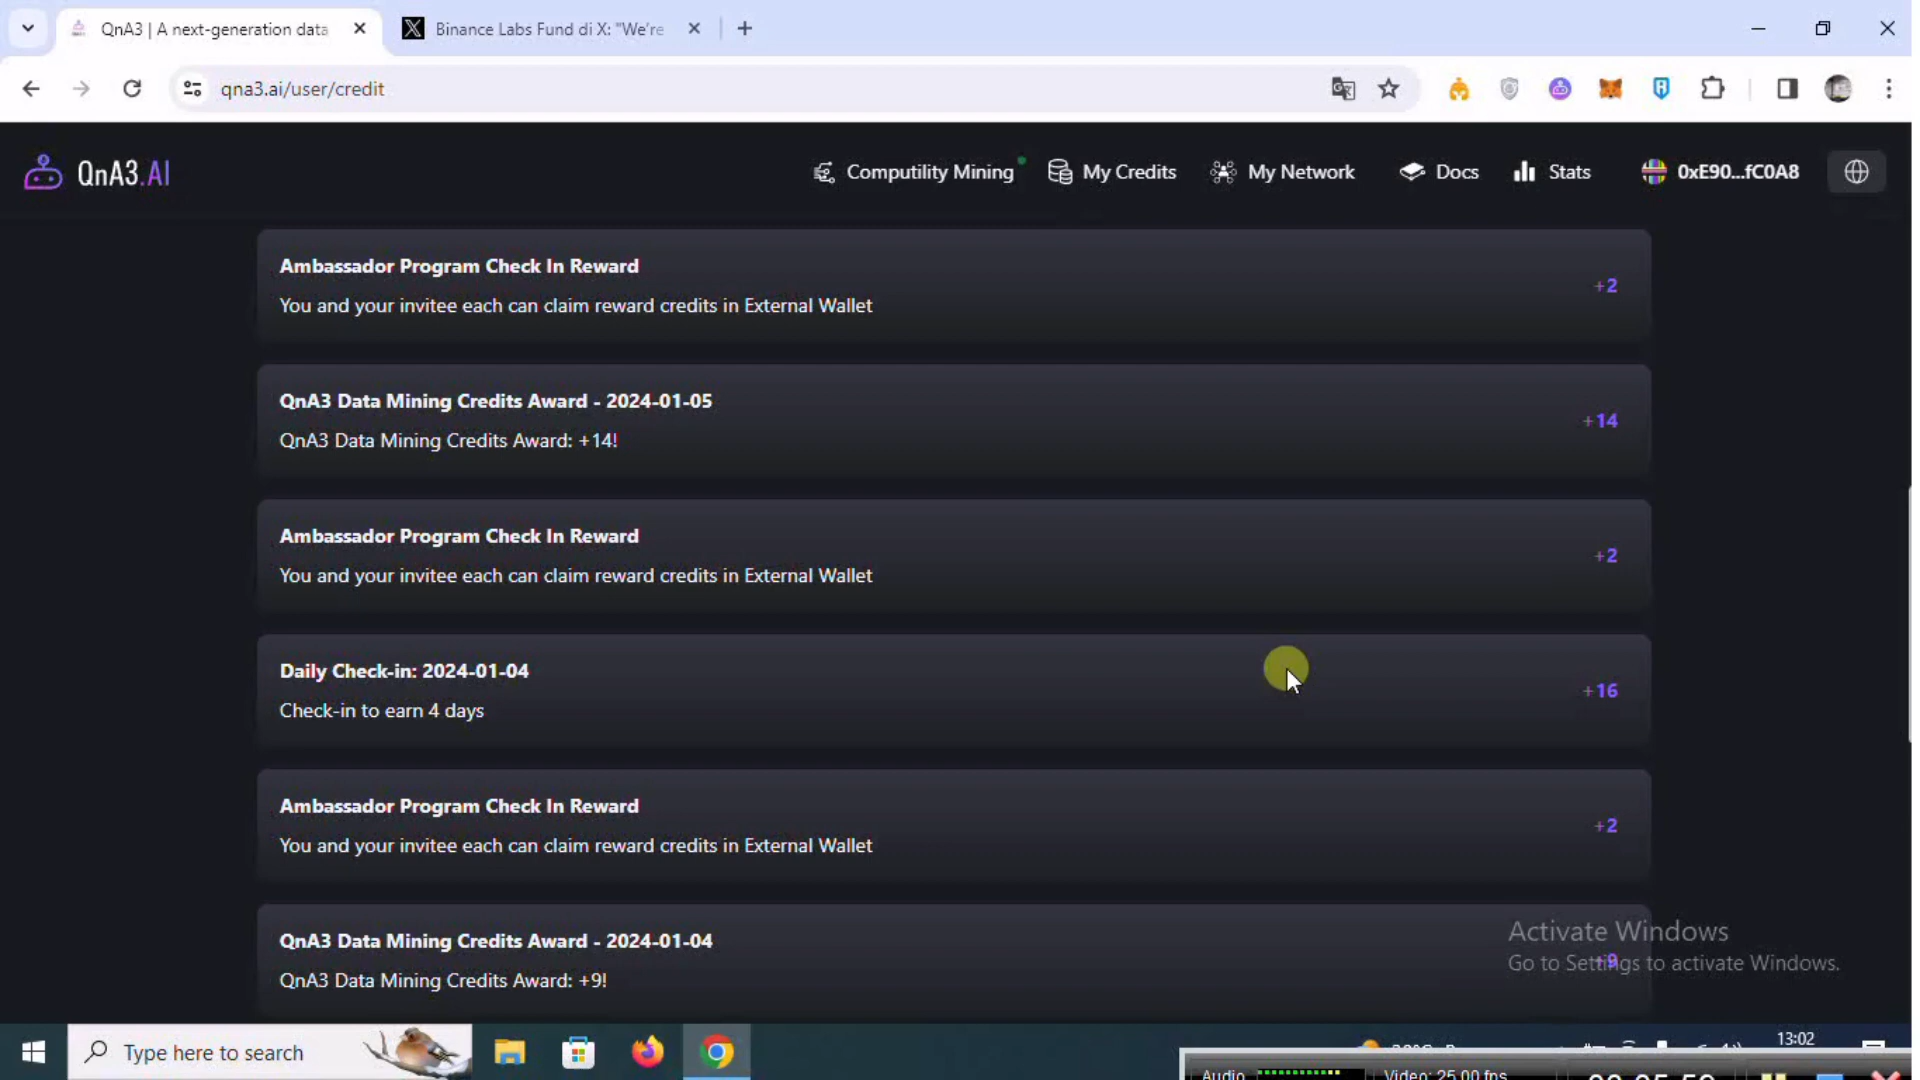 QnA3 | A next-generation data
Binance Labs Fund di X: "We're
qna3.ai/user/credit
QnA3.AI
Computility Mining
My Credits
My Network
Docs
Stats
0xE90...fC0A8
Ambassador Program Check In Reward
You and your invitee each can claim reward credits in External Wallet
+2
QnA3 Data Mining Credits Award - 2024-01-05
QnA3 Data Mining Credits Award: +14!
+14
Ambassador Program Check In Reward
You and your invitee each can claim reward credits in External Wallet
+2
Daily Check-in: 2024-01-04
Check-in to earn 4 days
+16
Ambassador Program Check In Reward
You and your invitee each can claim reward credits in External Wallet
+2
QnA3 Data Mining Credits Award - 2024-01-04
QnA3 Data Mining Credits Award: +9!
+9
Activate Windows
Go to Settings to activate Windows.
Type here to search
13:02
Audio
Video: 25.00 fps